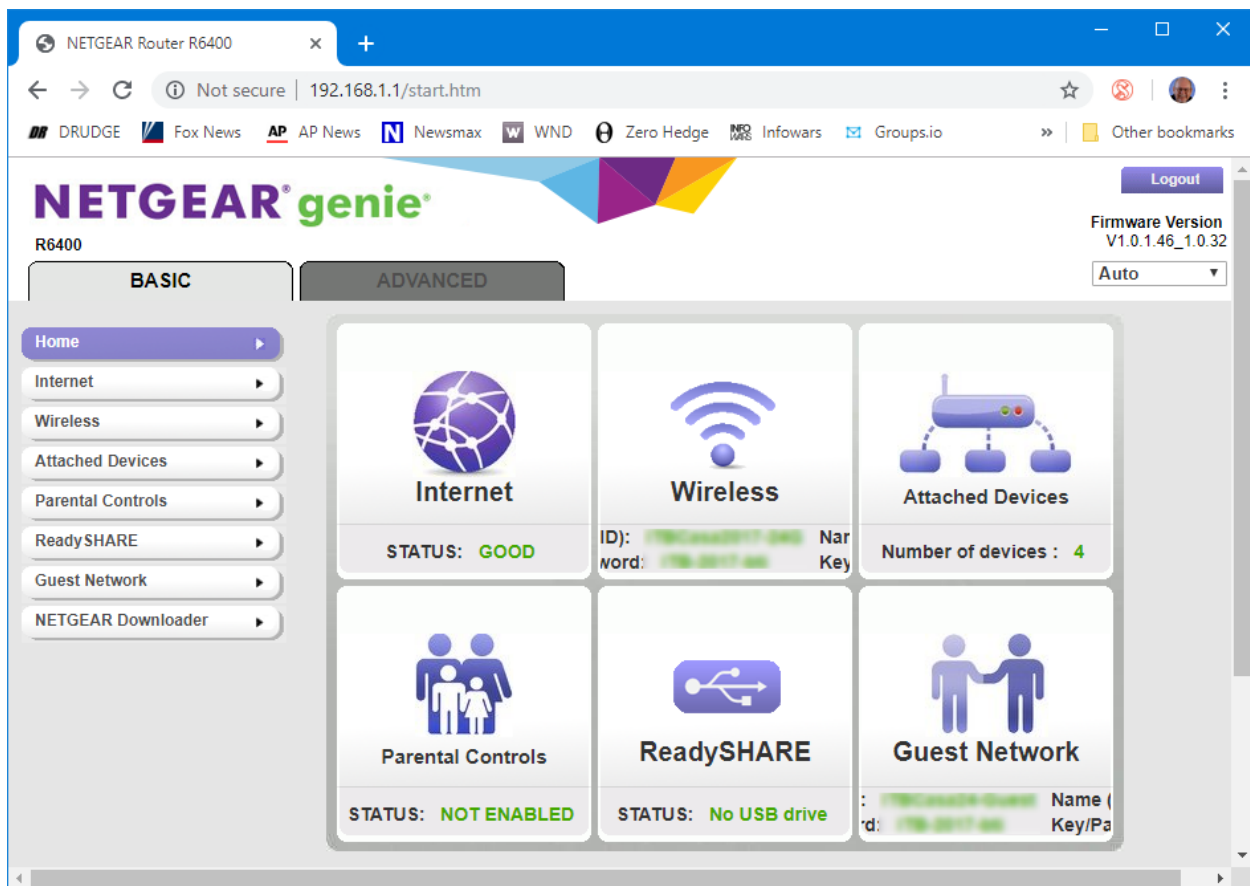 NETGEAR Router R6400
Not secure | 192.168.1.1/start.htm
DR DRUDGE Fox News AP AP News N Newsmax W WND Zero Hedge INFO WARS Infowars Groups.io » Other bookmarks
NETGEAR® genie®
Logout
R6400
Firmware Version
V1.0.1.46_1.0.32
BASIC
ADVANCED
Auto
Home
Internet
Wireless
Attached Devices
Parental Controls
ReadySHARE
Guest Network
NETGEAR Downloader
Internet
STATUS: GOOD
Wireless
ID): Nar
word: Key
Attached Devices
Number of devices : 4
Parental Controls
STATUS: NOT ENABLED
ReadySHARE
STATUS: No USB drive
Guest Network
: Name (
rd: Key/Pa